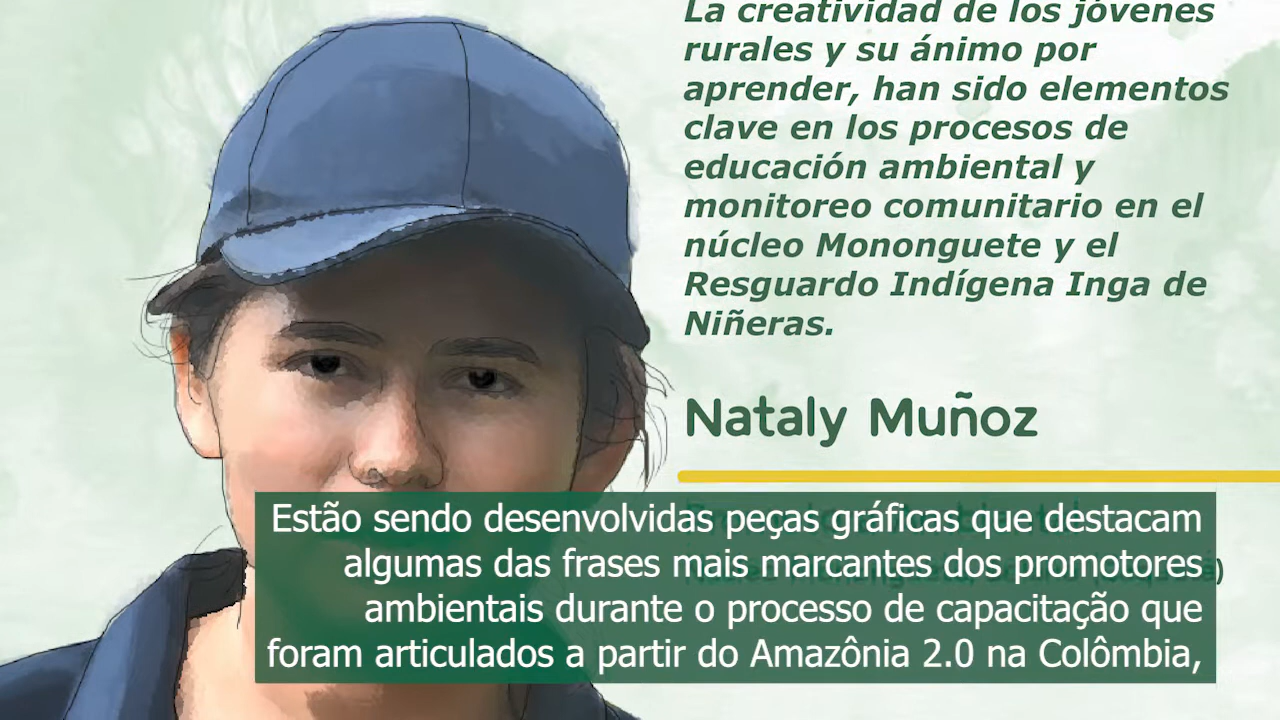 La creatividad de los jóvenes
rurales y su ánimo por
aprender, han sido elementos
clave en los procesos de
educación ambiental y
monitoreo comunitario en el
núcleo Mononguete y el
Resguardo Indígena Inga de
Niñeras.
Nataly Muñoz
Estão sendo desenvolvidas peças gráficas que destacam
algumas das frases mais marcantes dos promotores
ambientais durante o processo de capacitação que
foram articulados a partir do Amazônia 2.0 na Colômbia,